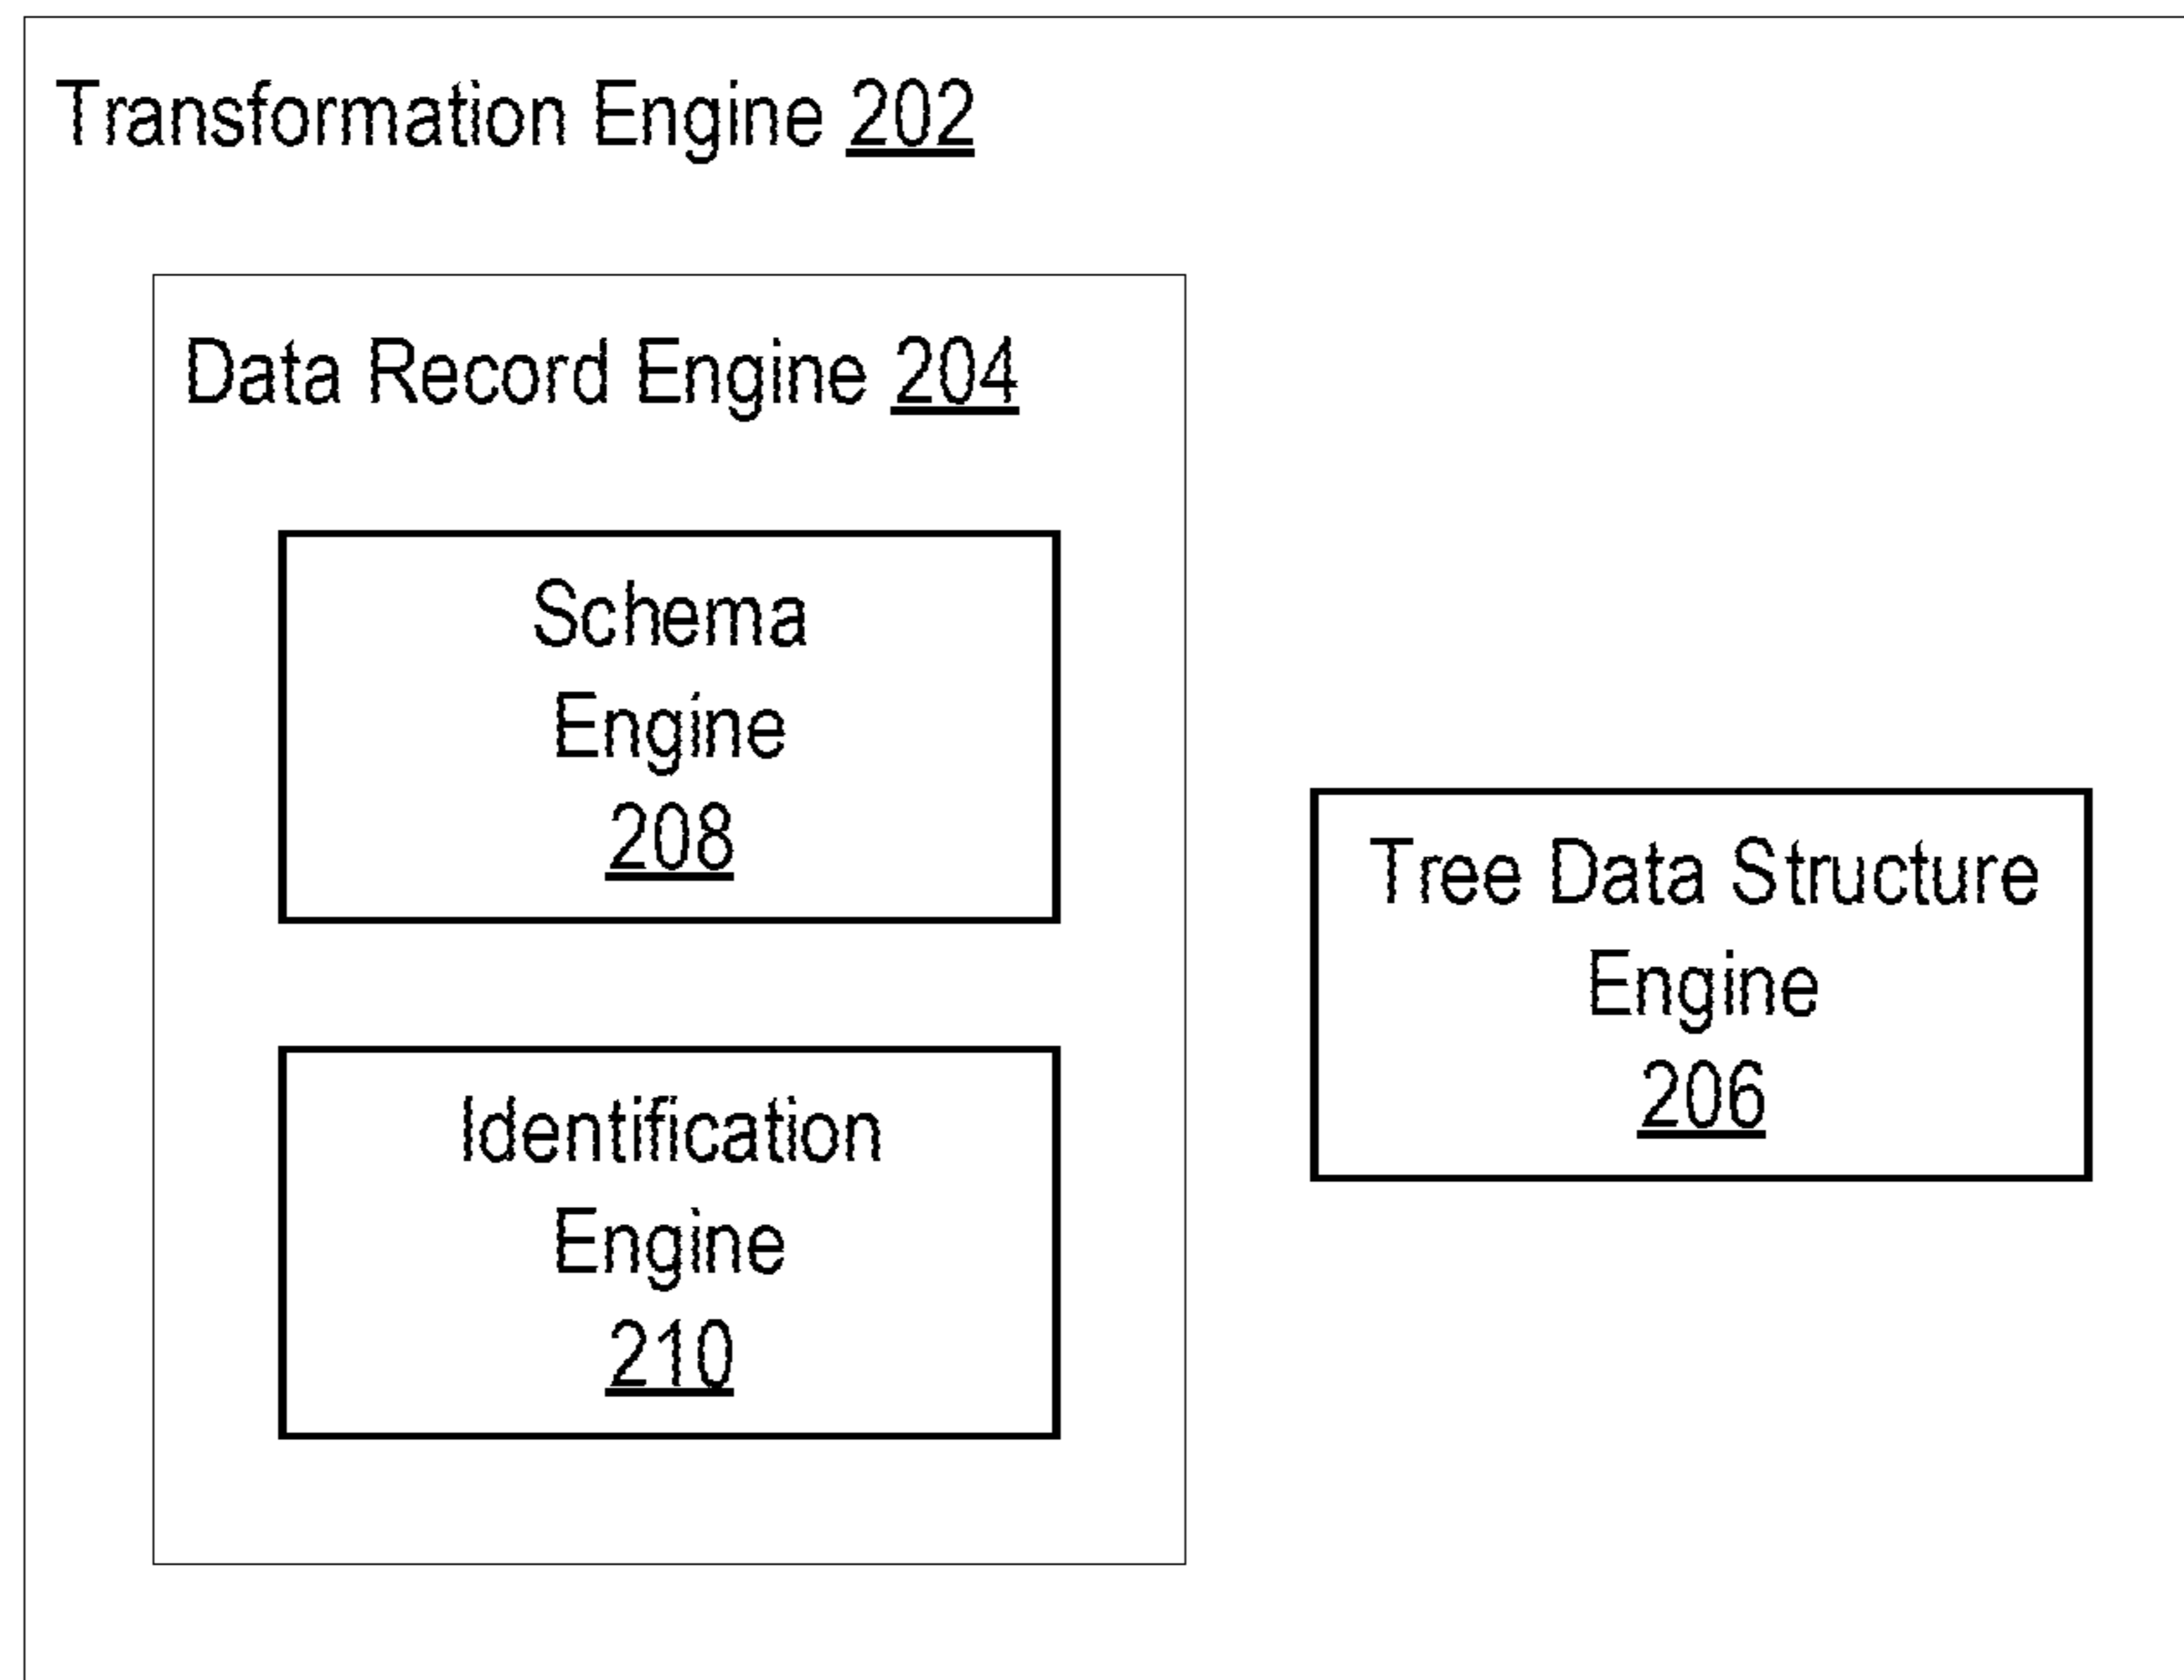 Transformation Engine 202
Data Record Engine 204
Schema
Engine
208
Identification
Engine
210
Tree Data Structure
Engine
206